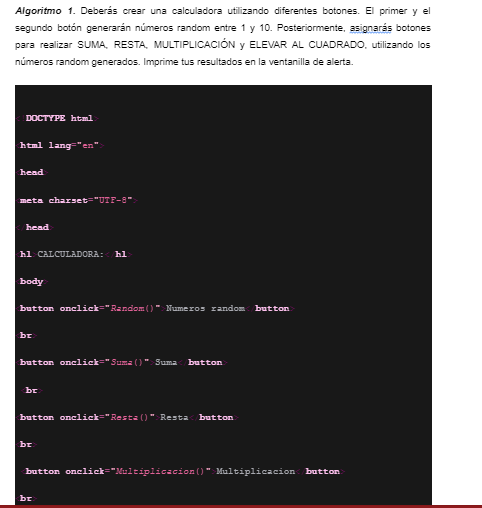 Algoritmo 1. Deberás crear una calculadora utilizando diferentes botones. El primer y el
segundo botón generarán números random entre 1 y 10. Posteriormente, asignarás botones
para realizar SUMA, RESTA, MULTIPLICACIÓN y ELEVAR AL CUADRADO, utilizando los
números random generados. Imprime tus resultados en la ventanilla de alerta.
DOCTYPE html
html lang="en"
head
meta charset="UTF-8"
head
h1 CALCULADORA: h1
body
button onclick="Random()" Numeros random button
br
button onclick="Suma()" Suma button
br
button onclick="Resta()" Resta button
br
button onclick="Multiplicacion()" Multiplicacion button
br